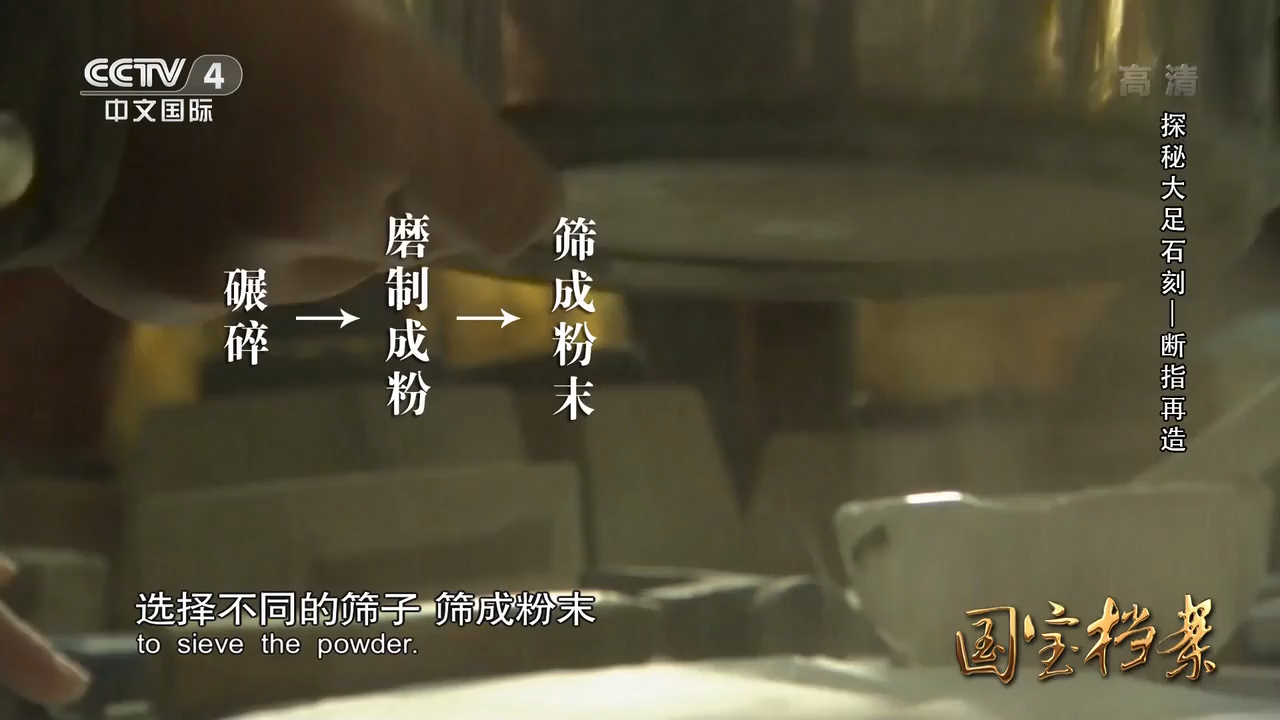 CCTV 4
中文国际
高清
探秘大足石刻—断指再造
碾碎→磨制成粉→筛成粉末
选择不同的筛子 筛成粉末
to sieve the powder.
国宝档案